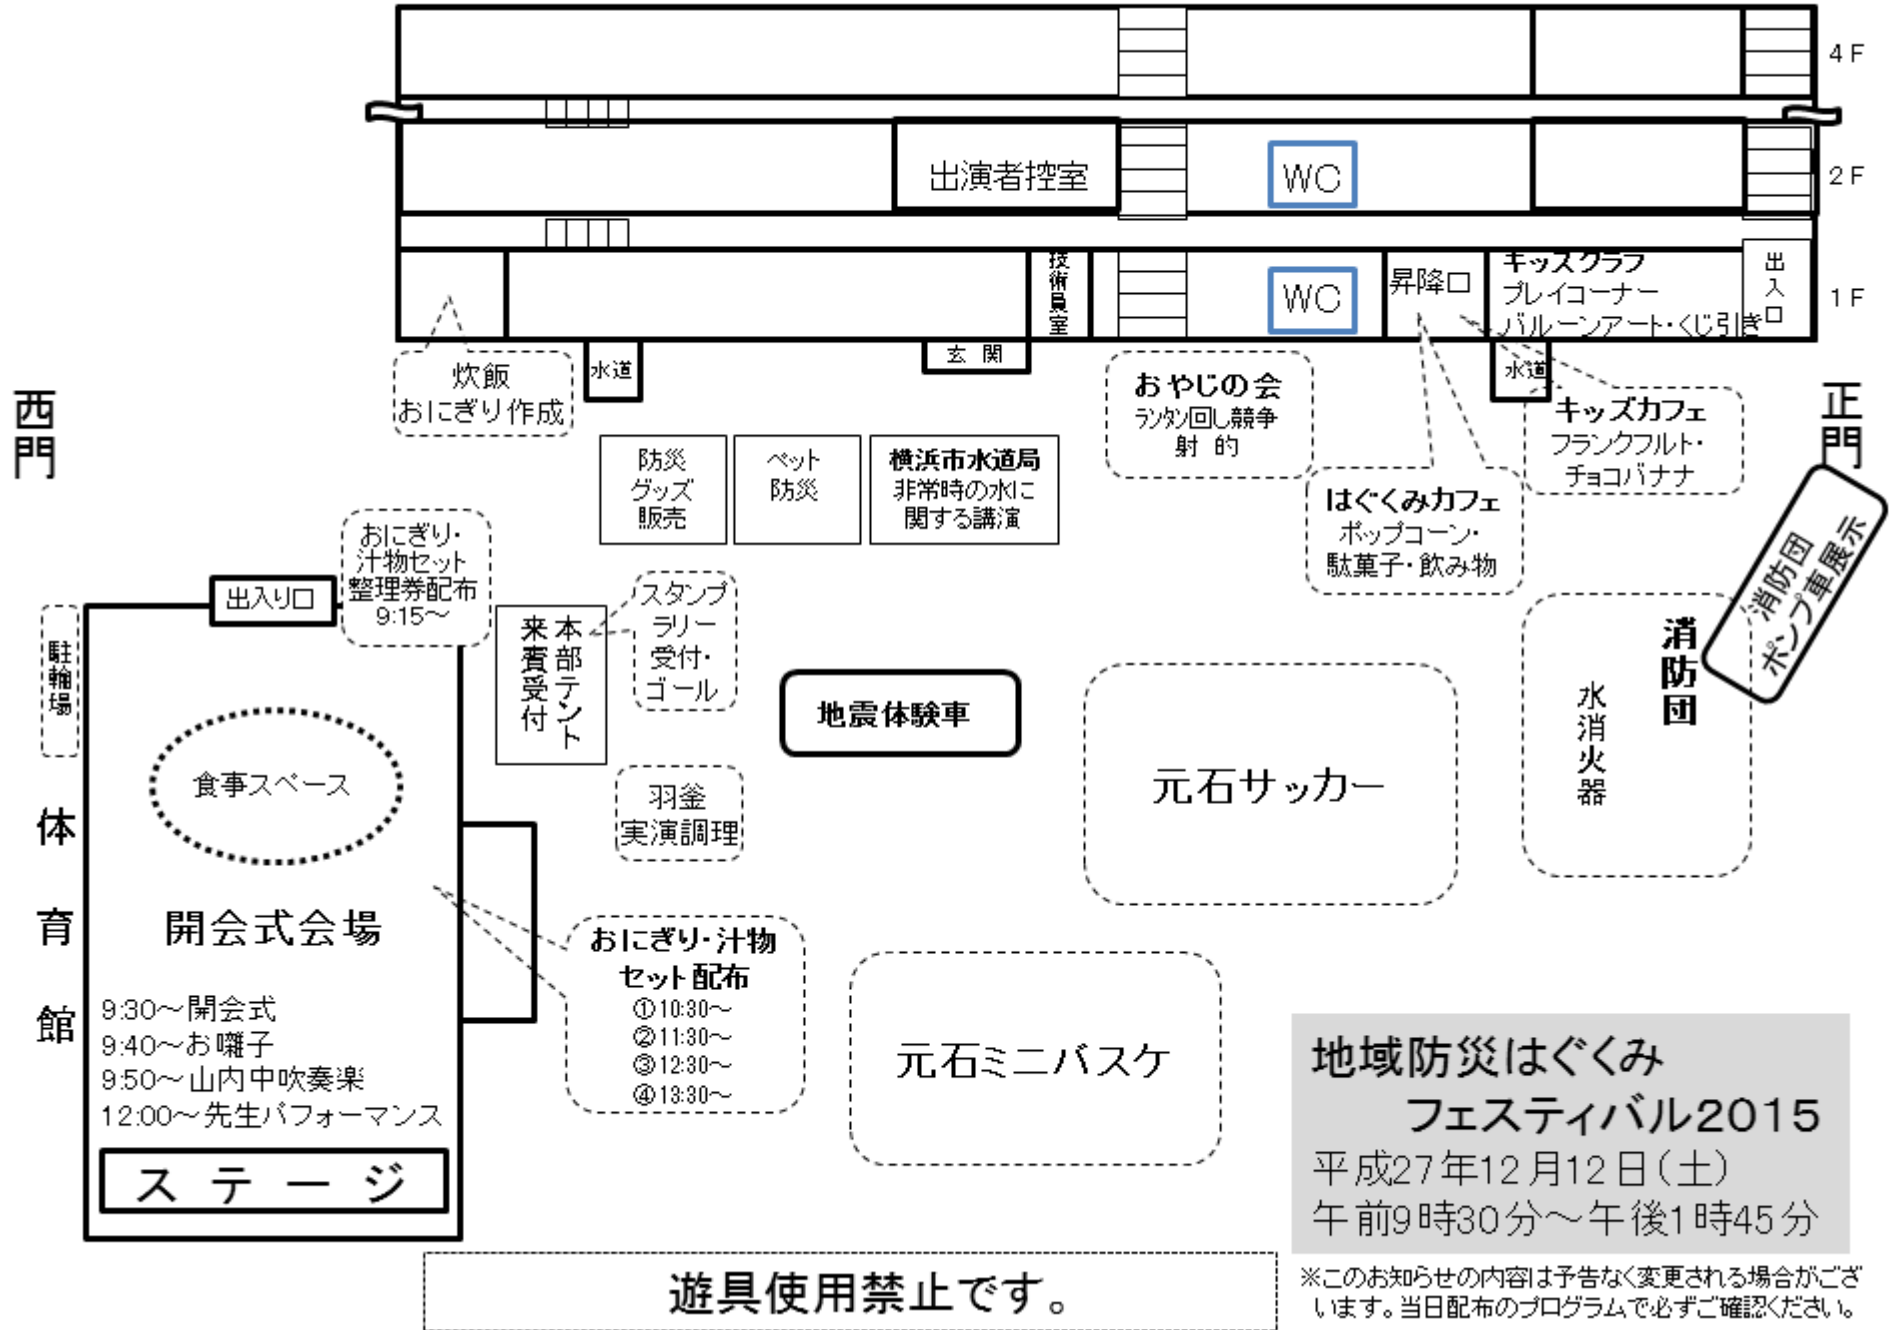 4F
出演者控室
WC
2F
技術員室
WC
昇降口
キッズクラブ
プレイコーナー
バルーンアート・くじ引き
出入口
1F
玄関
水道
水道
炊飯
おにぎり作成
おやじの会
ランタン回し競争
射的
キッズカフェ
フランクフルト・
チョコバナナ
はぐくみカフェ
ポップコーン・
駄菓子・飲み物
西門
正門
防災
グッズ
販売
ペット
防災
横浜市水道局
非常時の水に
関する講演
おにぎり・
汁物セット
整理券配布
9:15～
出入り口
駐輪場
本部テント
来賓受付
スタンプ
ラリー
受付・
ゴール
地震体験車
消防団
ポンプ車展示
消防団
水消火器
食事スペース
羽釜
実演調理
元石サッカー
体育館
開会式会場
9:30～開会式
9:40～お囃子
9:50～山内中吹奏楽
12:00～先生パフォーマンス
ステージ
おにぎり・汁物
セット配布
①10:30～
②11:30～
③12:30～
④13:30～
元石ミニバスケ
地域防災はぐくみ
フェスティバル2015
平成27年12月12日(土)
午前9時30分～午後1時45分
遊具使用禁止です。
※このお知らせの内容は予告なく変更される場合がござ
います。当日配布のプログラムで必ずご確認ください。